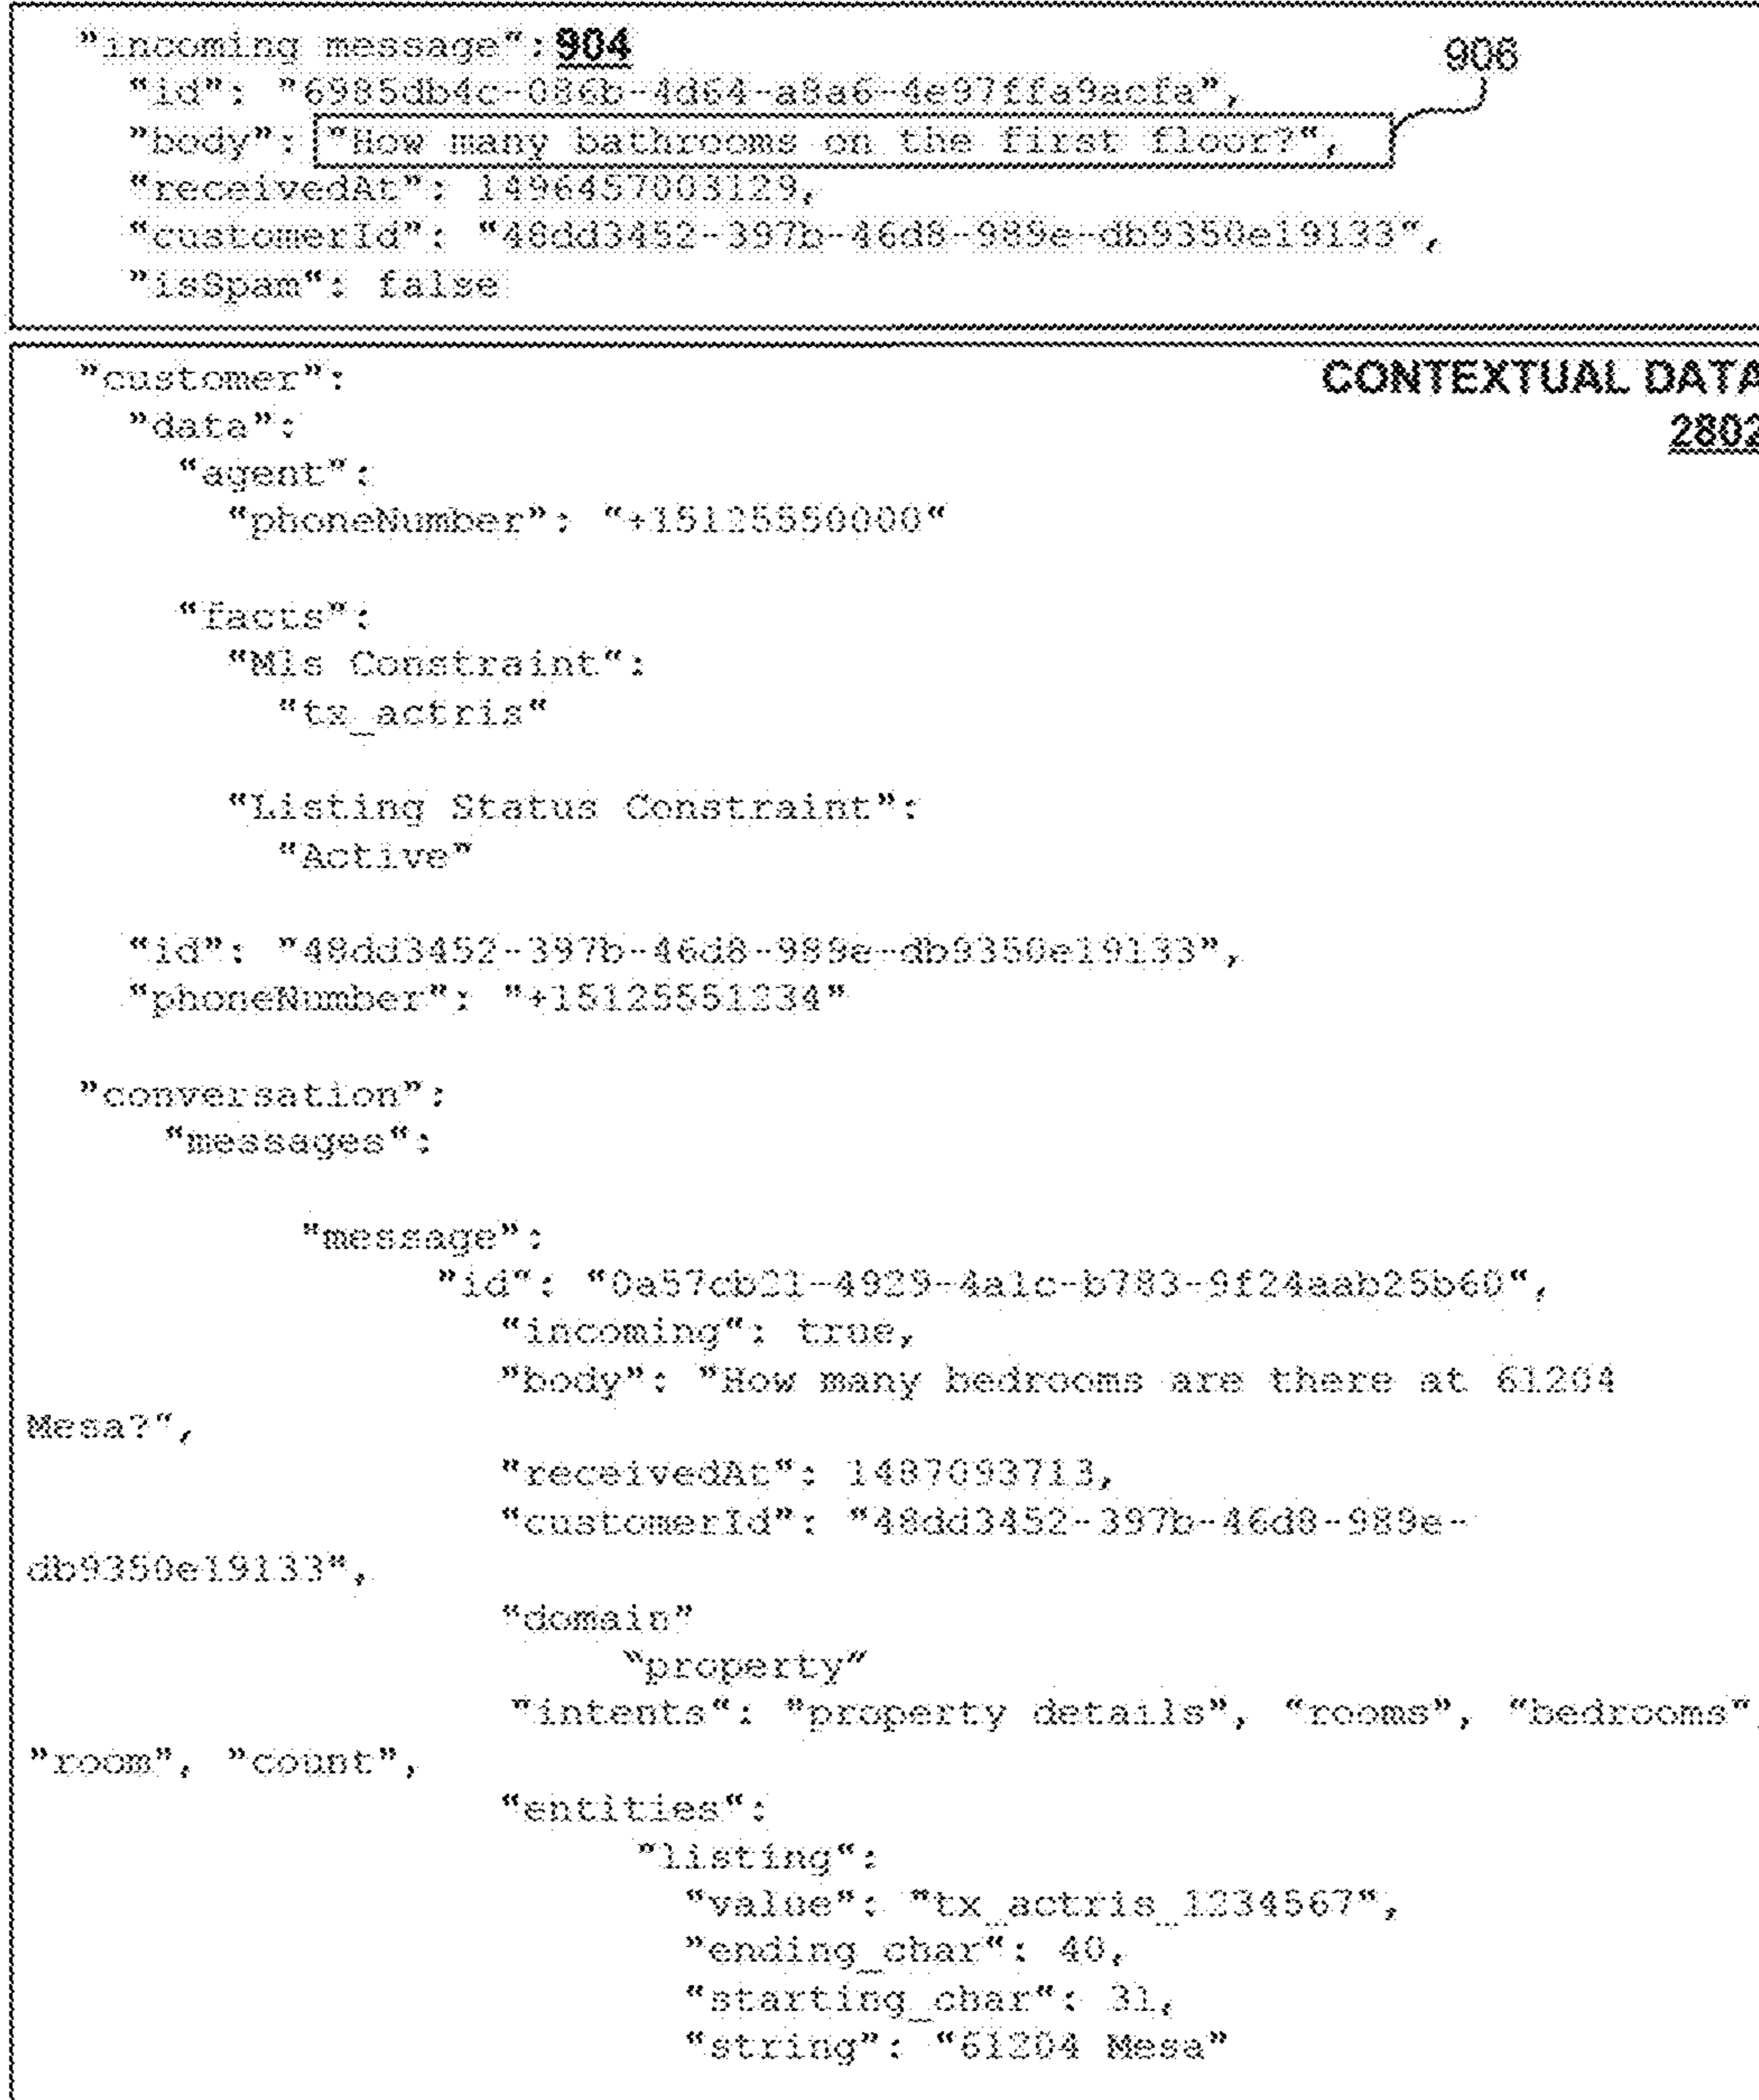 "incoming message": 904
906
"id": "6985db4c-086b-4d64-a8a6-4e97ffa9acfa",
"body": "How many bathrooms on the first floor?",
"receivedAt": 1496457003129,
"customerId": "48dd3452-397b-46d8-989e-db9350e19133",
"isSpam": false
"customer":
CONTEXTUAL DATA
2802
"data":
"agent":
"phoneNumber": "+15125550000"
"facts":
"Mls Constraint":
"tx_actris"
"Listing Status Constraint":
"Active"
"id": "48dd3452-397b-46d8-989e-db9350e19133",
"phoneNumber": "+15125551234"
"conversation":
"messages":
"message":
"id": "0a57cb21-4929-4a1c-b783-9f24aab25b60",
"incoming": true,
"body": "How many bedrooms are there at 61204
Mesa?",
"receivedAt": 1487093713,
"customerId": "48dd3452-397b-46d8-989e-
db9350e19133",
"domain"
"property"
"intents": "property details", "rooms", "bedrooms",
"room", "count",
"entities":
"listing":
"value": "tx_actris_1234567",
"ending_char": 40,
"starting_char": 31,
"string": "61204 Mesa"